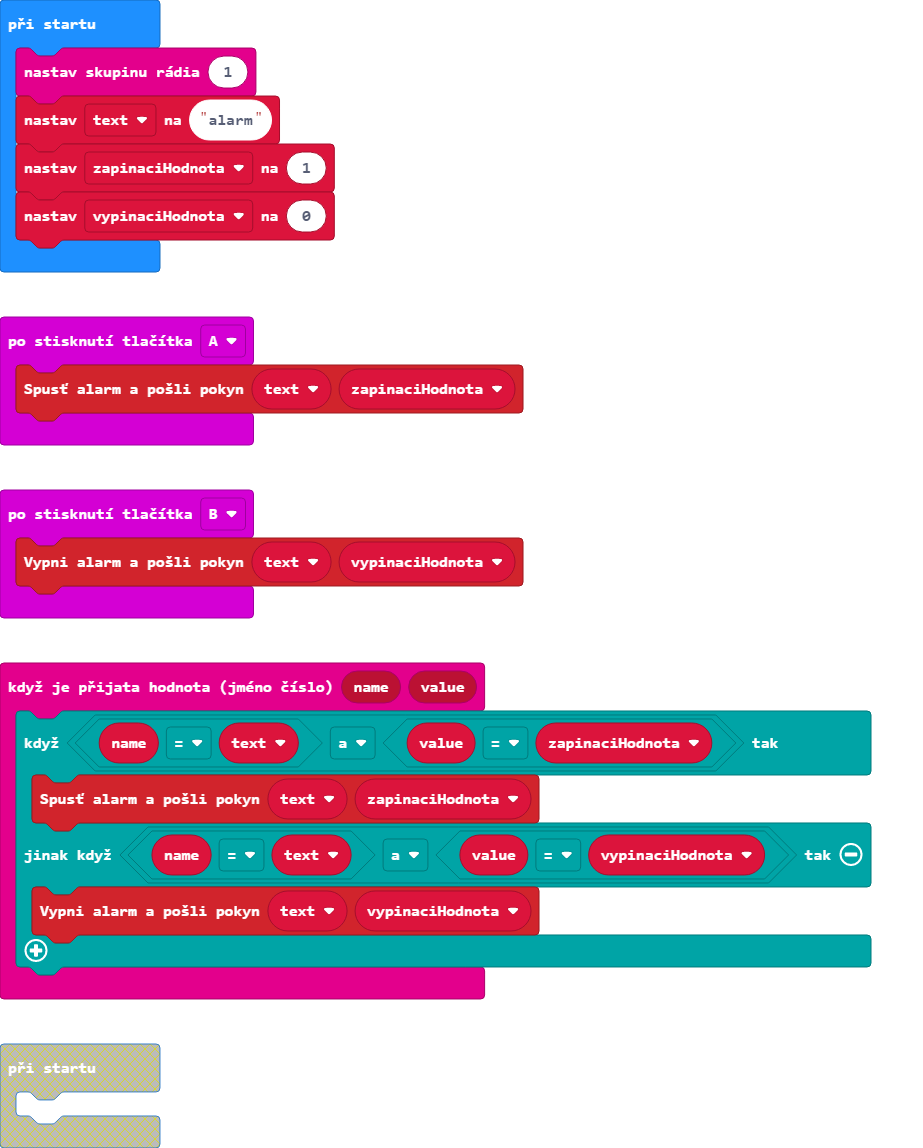 při startu
nastav skupinu rádia 1
nastav text na "alarm"
nastav zapinaciHodnota na 1
nastav vypinaciHodnota na 0
po stisknutí tlačítka A
Spusť alarm a pošli pokyn text zapinaciHodnota
po stisknutí tlačítka B
Vypni alarm a pošli pokyn text vypinaciHodnota
když je přijata hodnota (jméno číslo) name value
když name = text a value = zapinaciHodnota tak
Spusť alarm a pošli pokyn text zapinaciHodnota
jinak když name = text a value = vypinaciHodnota tak
Vypni alarm a pošli pokyn text vypinaciHodnota
při startu